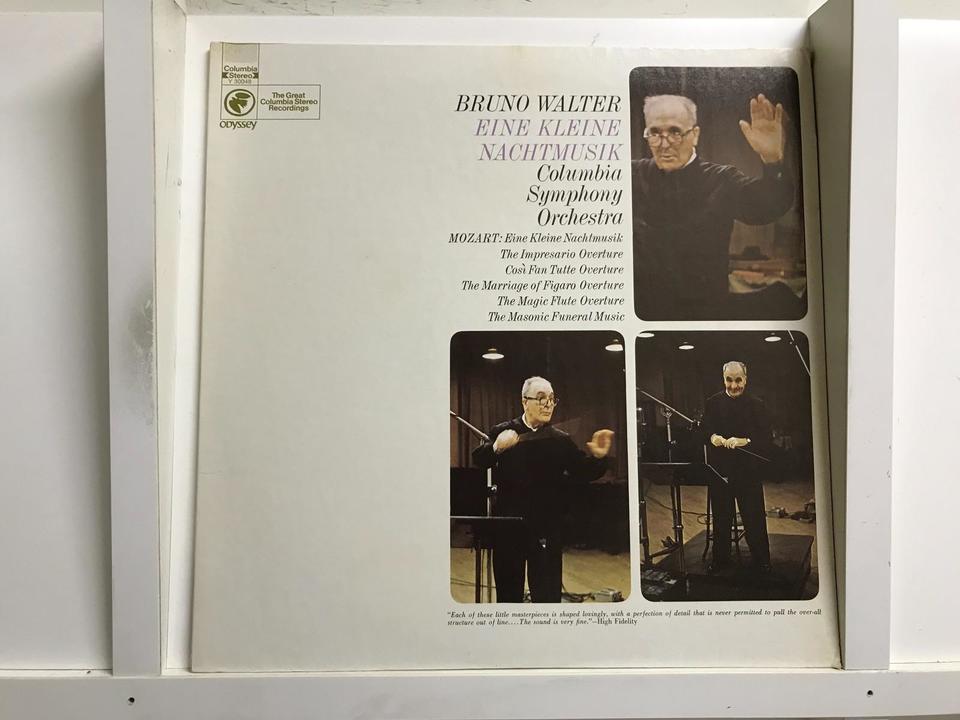 Columbia
Stereo
Y 30048
The Great
Columbia Stereo
Recordings
ODYSSEY
BRUNO WALTER
EINE KLEINE
NACHTMUSIK
Columbia
Symphony
Orchestra
MOZART: Eine Kleine Nachtmusik
The Impresario Overture
Così Fan Tutte Overture
The Marriage of Figaro Overture
The Magic Flute Overture
The Masonic Funeral Music
"Each of these little masterpieces is shaped lovingly, with a perfection of detail that is never permitted to pull the over-all
structure out of line....The sound is very fine."—High Fidelity